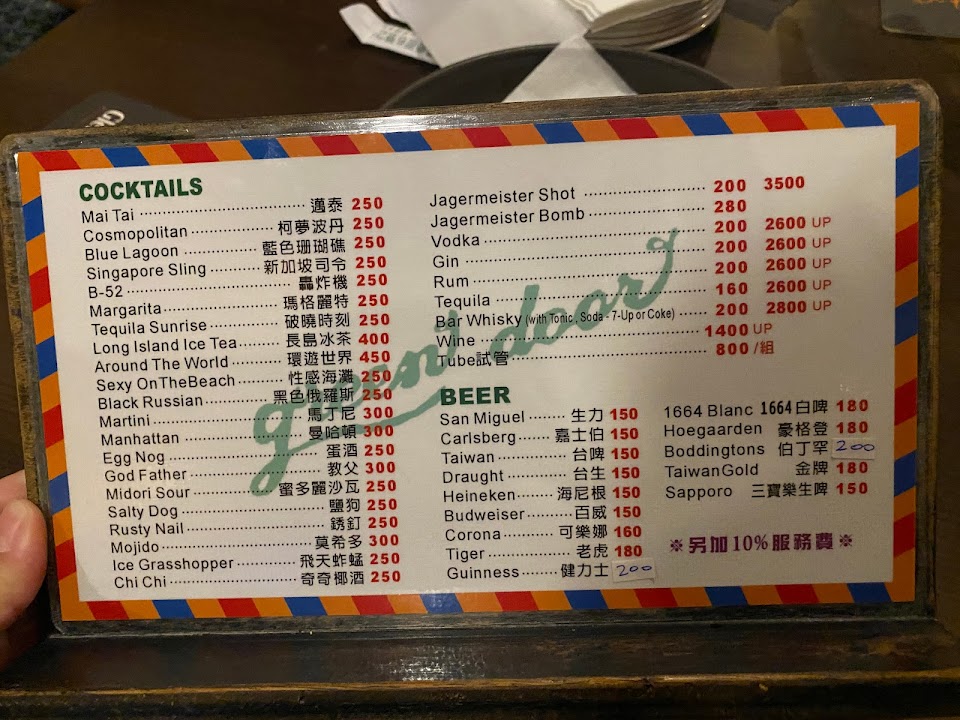 COCKTAILS
Mai Tai 邁泰 250
Cosmopolitan 柯夢波丹 250
Blue Lagoon 藍色珊瑚礁 250
Singapore Sling 新加坡司令 250
B-52 轟炸機 250
Margarita 瑪格麗特 250
Tequila Sunrise 破曉時刻 250
Long Island Ice Tea 長島冰茶 400
Around The World 環遊世界 450
Sexy OnTheBeach 性感海灘 250
Black Russian 黑色俄羅斯 250
Martini 馬丁尼 300
Manhattan 曼哈頓 300
Egg Nog 蛋酒 250
God Father 教父 300
Midori Sour 蜜多麗沙瓦 250
Salty Dog 鹽狗 250
Rusty Nail 銹釘 250
Mojido 莫希多 300
Ice Grasshopper 飛天蚱蜢 250
Chi Chi 奇奇椰酒 250
Jagermeister Shot 200 3500
Jagermeister Bomb 280
Vodka 200 2600 UP
Gin 200 2600 UP
Rum 200 2600 UP
Tequila 160 2600 UP
Bar Whisky (with Tonic , Soda - 7-Up or Coke) 200 2800 UP
Wine 1400 UP
Tube試管 800 /組
green door
BEER
San Miguel 生力 150
Carlsberg 嘉士伯 150
Taiwan 台啤 150
Draught 台生 150
Heineken 海尼根 150
Budweiser 百威 150
Corona 可樂娜 160
Tiger 老虎 180
Guinness 健力士 200
1664 Blanc 1664白啤 180
Hoegaarden 豪格登 180
Boddingtons 伯丁罕 200
TaiwanGold 金牌 180
Sapporo 三寶樂生啤 150
※另加10%服務費※